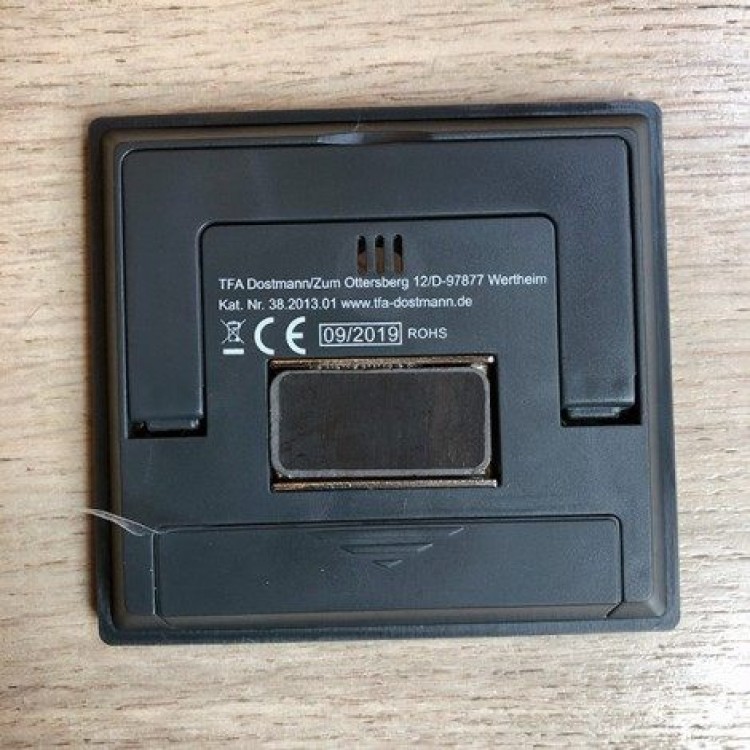 TFA Dostmann/Zum Ottersberg 12/D-97877 Wertheim
Kat. Nr. 38.2013.01 www.tfa-dostmann.de
CE 09/2019 ROHS